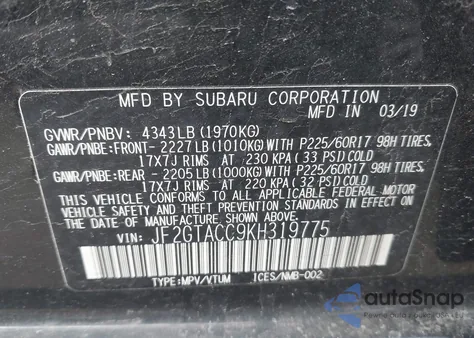 MFD BY SUBARU CORPORATION
MFD IN 03/19
GVWR/PNBV: 4343LB(1970KG)
GAWR/PNBE:FRONT- 2227LB(1010KG)WITH P225/60R17 98H TIRES,
17X7J RIMS AT 230 KPA(33 PSI)COLD
GAWR/PNBE:REAR - 2205LB(1000KG)WITH P225/60R17 98H TIRES,
17X7J RIMS AT 220 KPA(32 PSI)COLD
THIS VEHICLE CONFORMS TO ALL APPLICABLE FEDERAL MOTOR
VEHICLE SAFETY, BUMPER, AND THEFT PREVENTION STANDARDS
IN EFFECT ON THE DATE OF MANUFACTURE SHOWN ABOVE.
VIN: JF2GTACC9KH319775
TYPE:MPV/VTUM ICES/NMB-002
autoSnap